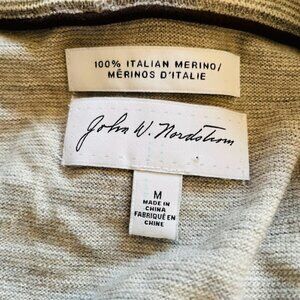 100% ITALIAN MERINO/
MÉRINOS D'ITALIE
John W. Nordstrom
M
MADE IN
CHINA
FABRIQUÉ EN
CHINE